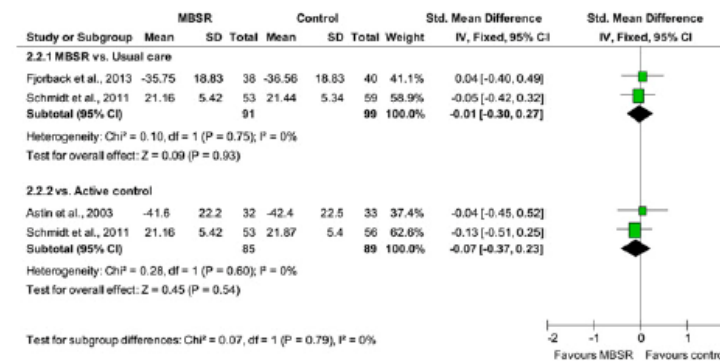 MBSR Control Std. Mean Difference Std. Mean Difference
Study or Subgroup Mean SD Total Mean SD Total Weight IV, Fixed, 95% CI IV, Fixed, 95% CI
2.2.1 MBSR vs. Usual care
Fjorback et al., 2013 -35.75 18.83 38 -36.56 18.83 40 41.1% 0.04 [-0.40, 0.49]
Schmidt et al., 2011 21.16 5.42 53 21.44 5.34 59 58.9% -0.05 [-0.42, 0.32]
Subtotal (95% CI) 91 99 100.0% -0.01 [-0.30, 0.27]
Heterogeneity: Chi² = 0.10, df = 1 (P = 0.75); I² = 0%
Test for overall effect: Z = 0.09 (P = 0.93)
2.2.2 vs. Active control
Astin et al., 2003 -41.6 22.2 32 -42.4 22.5 33 37.4% -0.04 [-0.45, 0.52]
Schmidt et al., 2011 21.16 5.42 53 21.87 5.4 56 62.6% -0.13 [-0.51, 0.25]
Subtotal (95% CI) 85 89 100.0% -0.07 [-0.37, 0.23]
Heterogeneity: Chi² = 0.28, df = 1 (P = 0.60); I² = 0%
Test for overall effect: Z = 0.45 (P = 0.54)
Test for subgroup differences: Chi² = 0.07, df = 1 (P = 0.79), I² = 0%
-2 -1 0 1
Favours MBSR Favours contro